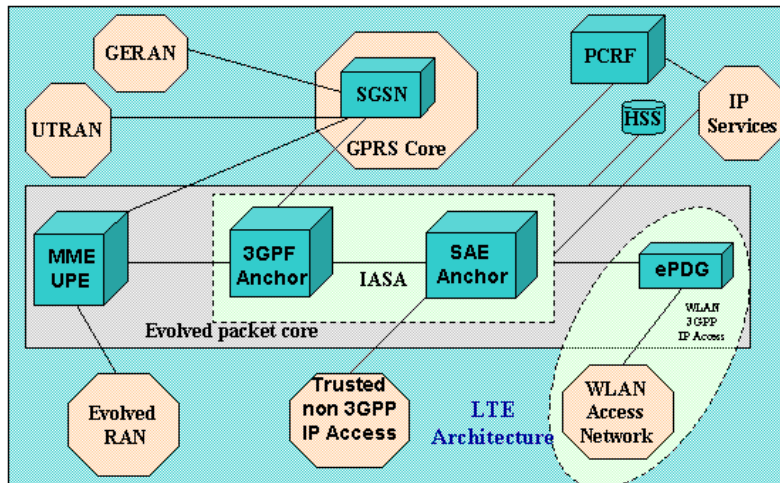 GERAN
SGSN
GPRS Core
PCRF
HSS
IP
Services
UTRAN
MME
UPE
3GPF
Anchor
IASA
SAE
Anchor
ePDG
WLAN
3GPP
IP Access
Evolved packet core
Evolved
RAN
Trusted
non 3GPP
IP Access
LTE
Architecture
WLAN
Access
Network